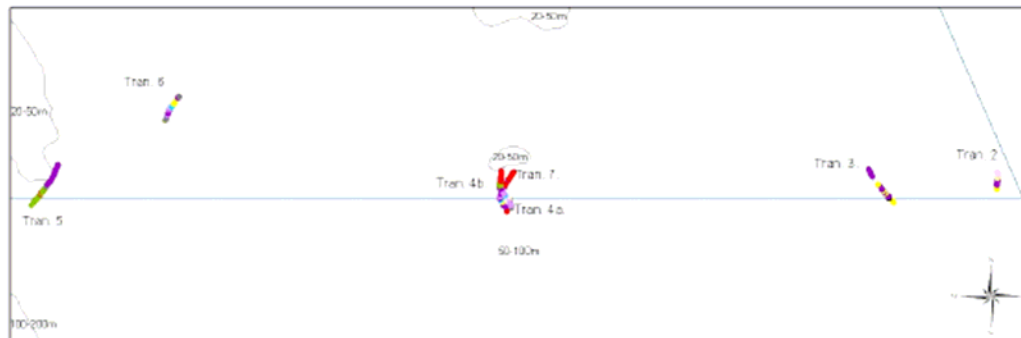 20-50m
Tran. 6
20-50m
20-50m
Tran. 3.
Tran. 2
Tran. 4b
Tran. 7.
Tran. 4a.
Tran. 5
50-100m
100-200m